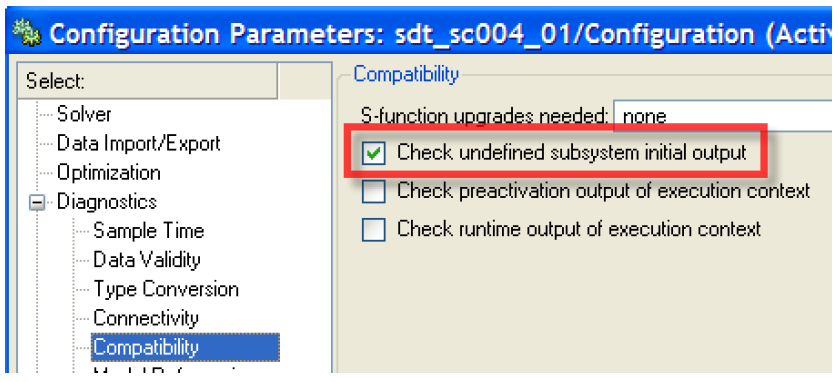 Configuration Parameters: sdt_sc004_01/Configuration (Activ
Select:
Solver
Data Import/Export
Optimization
Diagnostics
Sample Time
Data Validity
Type Conversion
Connectivity
Compatibility
Compatibility
S-function upgrades needed: none
Check undefined subsystem initial output
Check preactivation output of execution context
Check runtime output of execution context